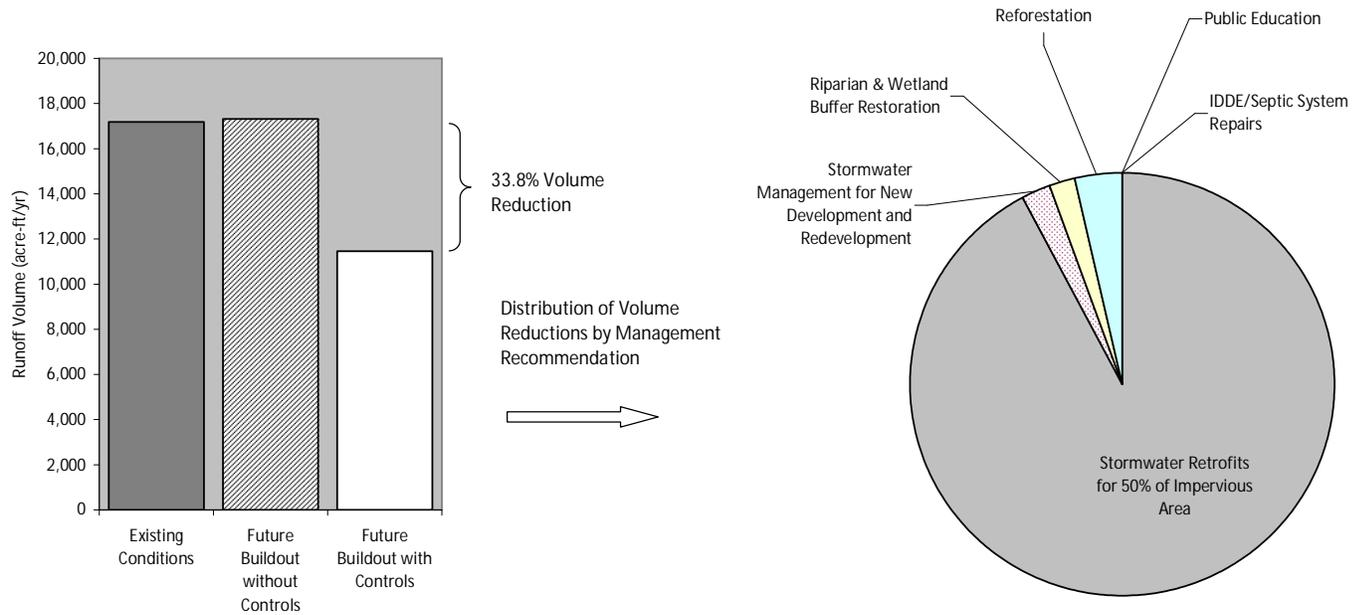 20,000
18,000
16,000
14,000
12,000
10,000
8,000
6,000
4,000
2,000
0
Runoff Volume (acre-ft/yr)
Existing
Conditions
Future
Buildout
without
Controls
Future
Buildout with
Controls
33.8% Volume
Reduction
Distribution of Volume
Reductions by Management
Recommendation
Reforestation
Public Education
Riparian & Wetland
Buffer Restoration
IDDE/Septic System
Repairs
Stormwater
Management for New
Development and
Redevelopment
Stormwater Retrofits
for 50% of Impervious
Area